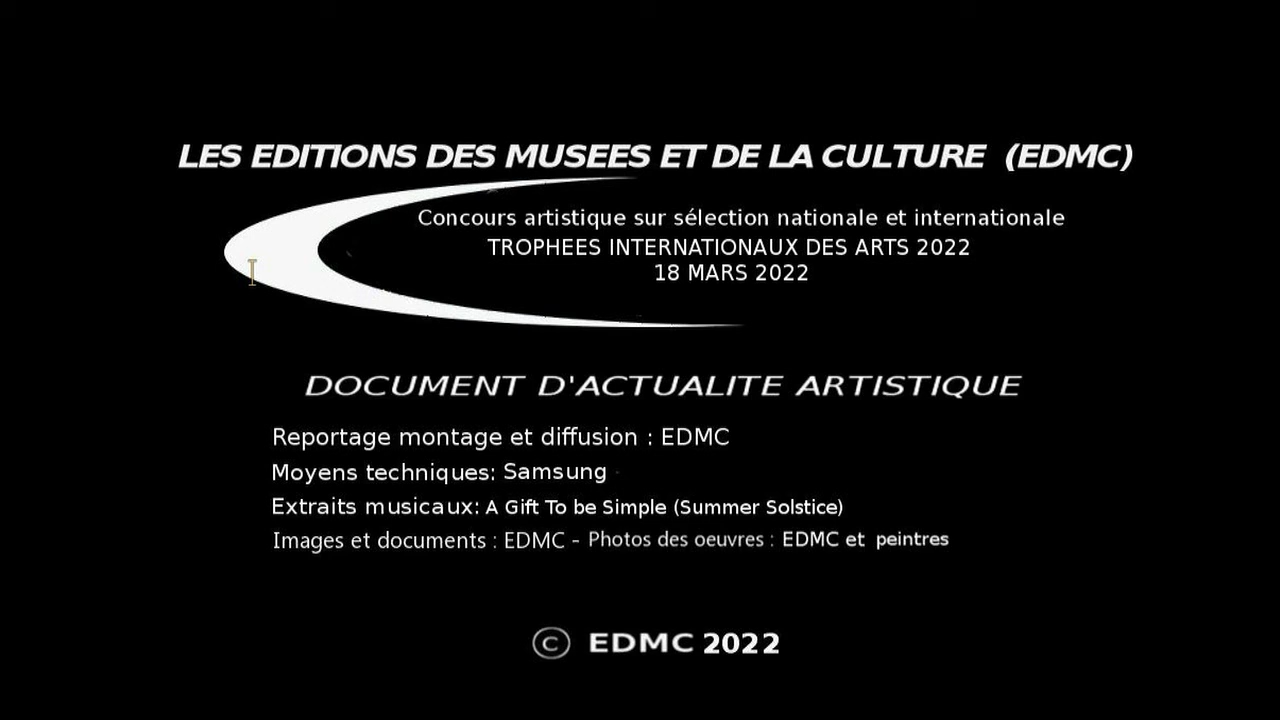 LES EDITIONS DES MUSEES ET DE LA CULTURE (EDMC)
Concours artistique sur sélection nationale et internationale
TROPHEES INTERNATIONAUX DES ARTS 2022
18 MARS 2022
DOCUMENT D'ACTUALITE ARTISTIQUE
Reportage montage et diffusion : EDMC
Moyens techniques: Samsung
Extraits musicaux: A Gift To be Simple (Summer Solstice)
Images et documents : EDMC - Photos des oeuvres : EDMC et peintres
© EDMC 2022